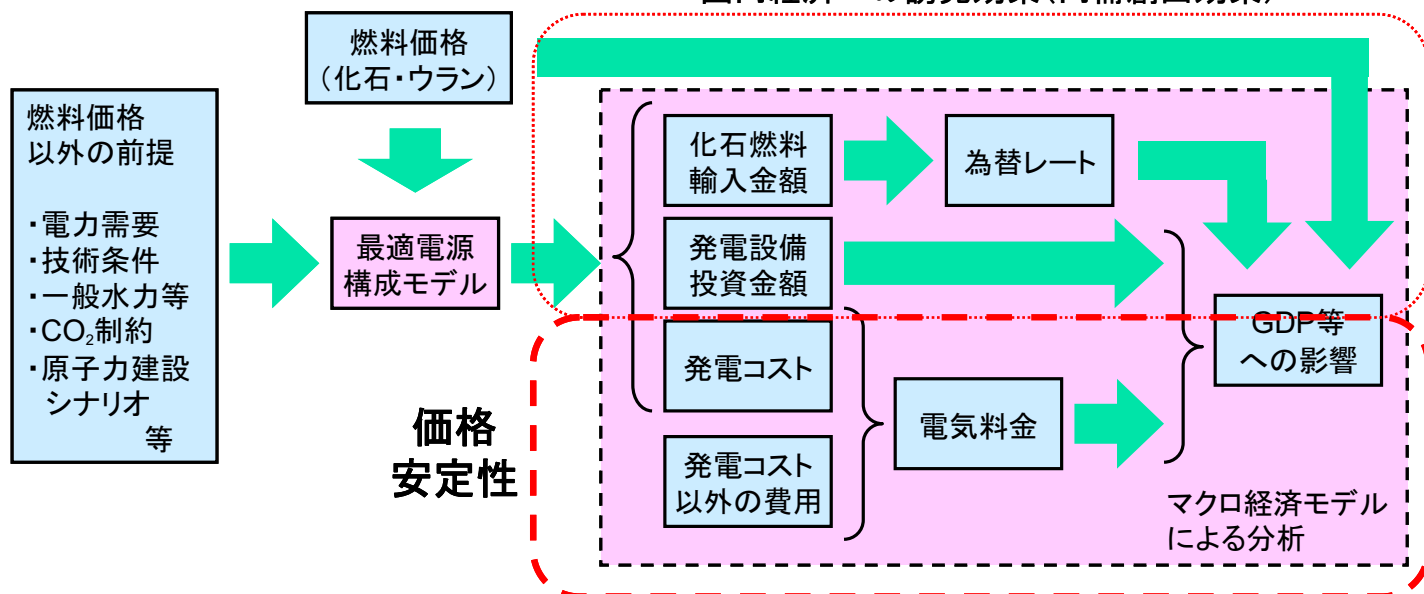 燃料価格
(化石・ウラン)
燃料価格
以外の前提
・電力需要
・技術条件
・一般水力等
・CO₂制約
・原子力建設
シナリオ
等
最適電源
構成モデル
化石燃料
輸入金額
為替レート
発電設備
投資金額
発電コスト
発電コスト
以外の費用
電気料金
GDP等
への影響
価格
安定性
マクロ経済モデル
による分析